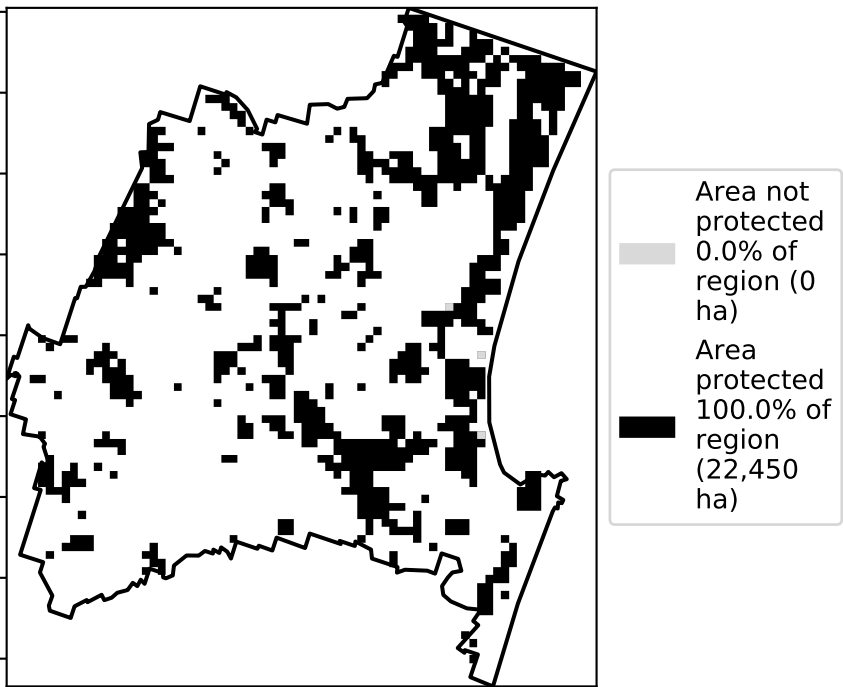 Area not
protected
0.0% of
region (0
ha)
Area
protected
100.0% of
region
(22,450
ha)